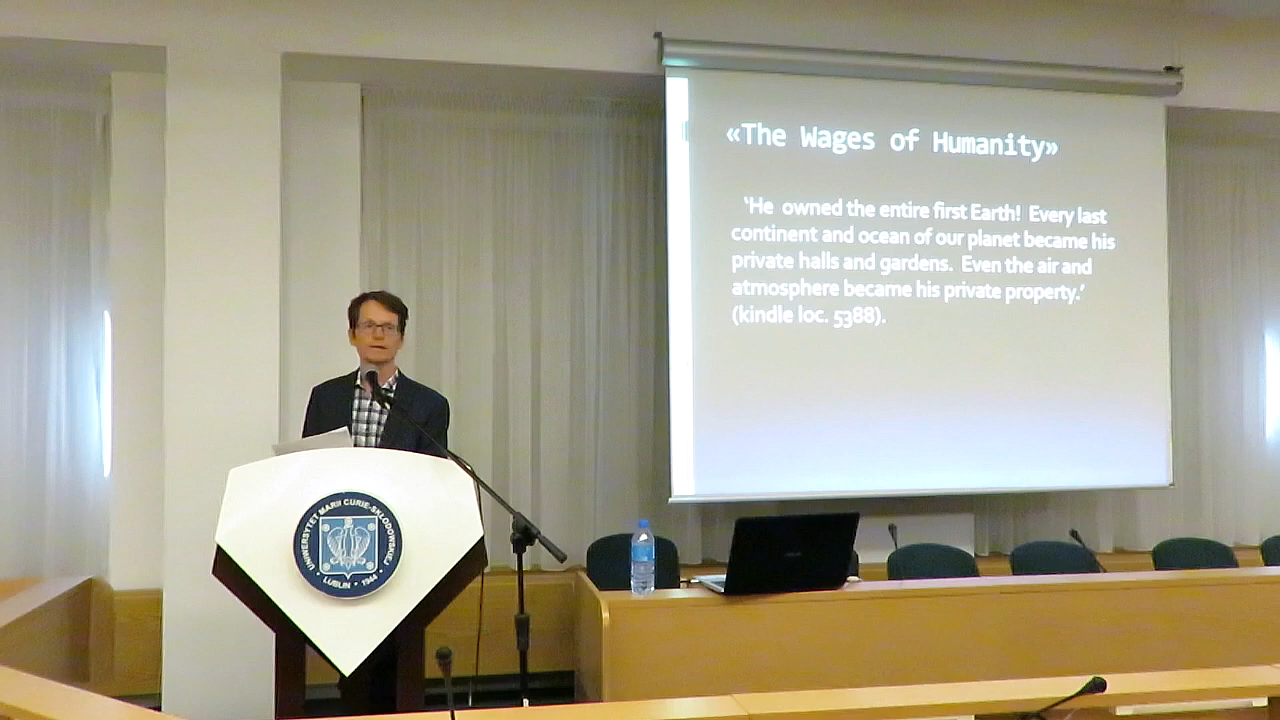 «The Wages of Humanity»
'He owned the entire first Earth! Every last
continent and ocean of our planet became his
private halls and gardens. Even the air and
atmosphere became his private property.'
(kindle loc. 5388).
UNIWERSYTET MARII CURIE-SKŁODOWSKIEJ
• LUBLIN • 1944 •